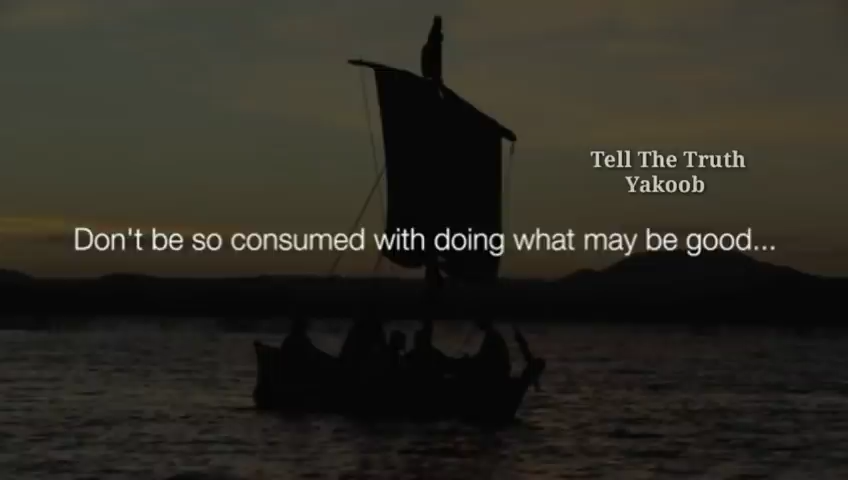 Tell The Truth
Yakoob
Don't be so consumed with doing what may be good...